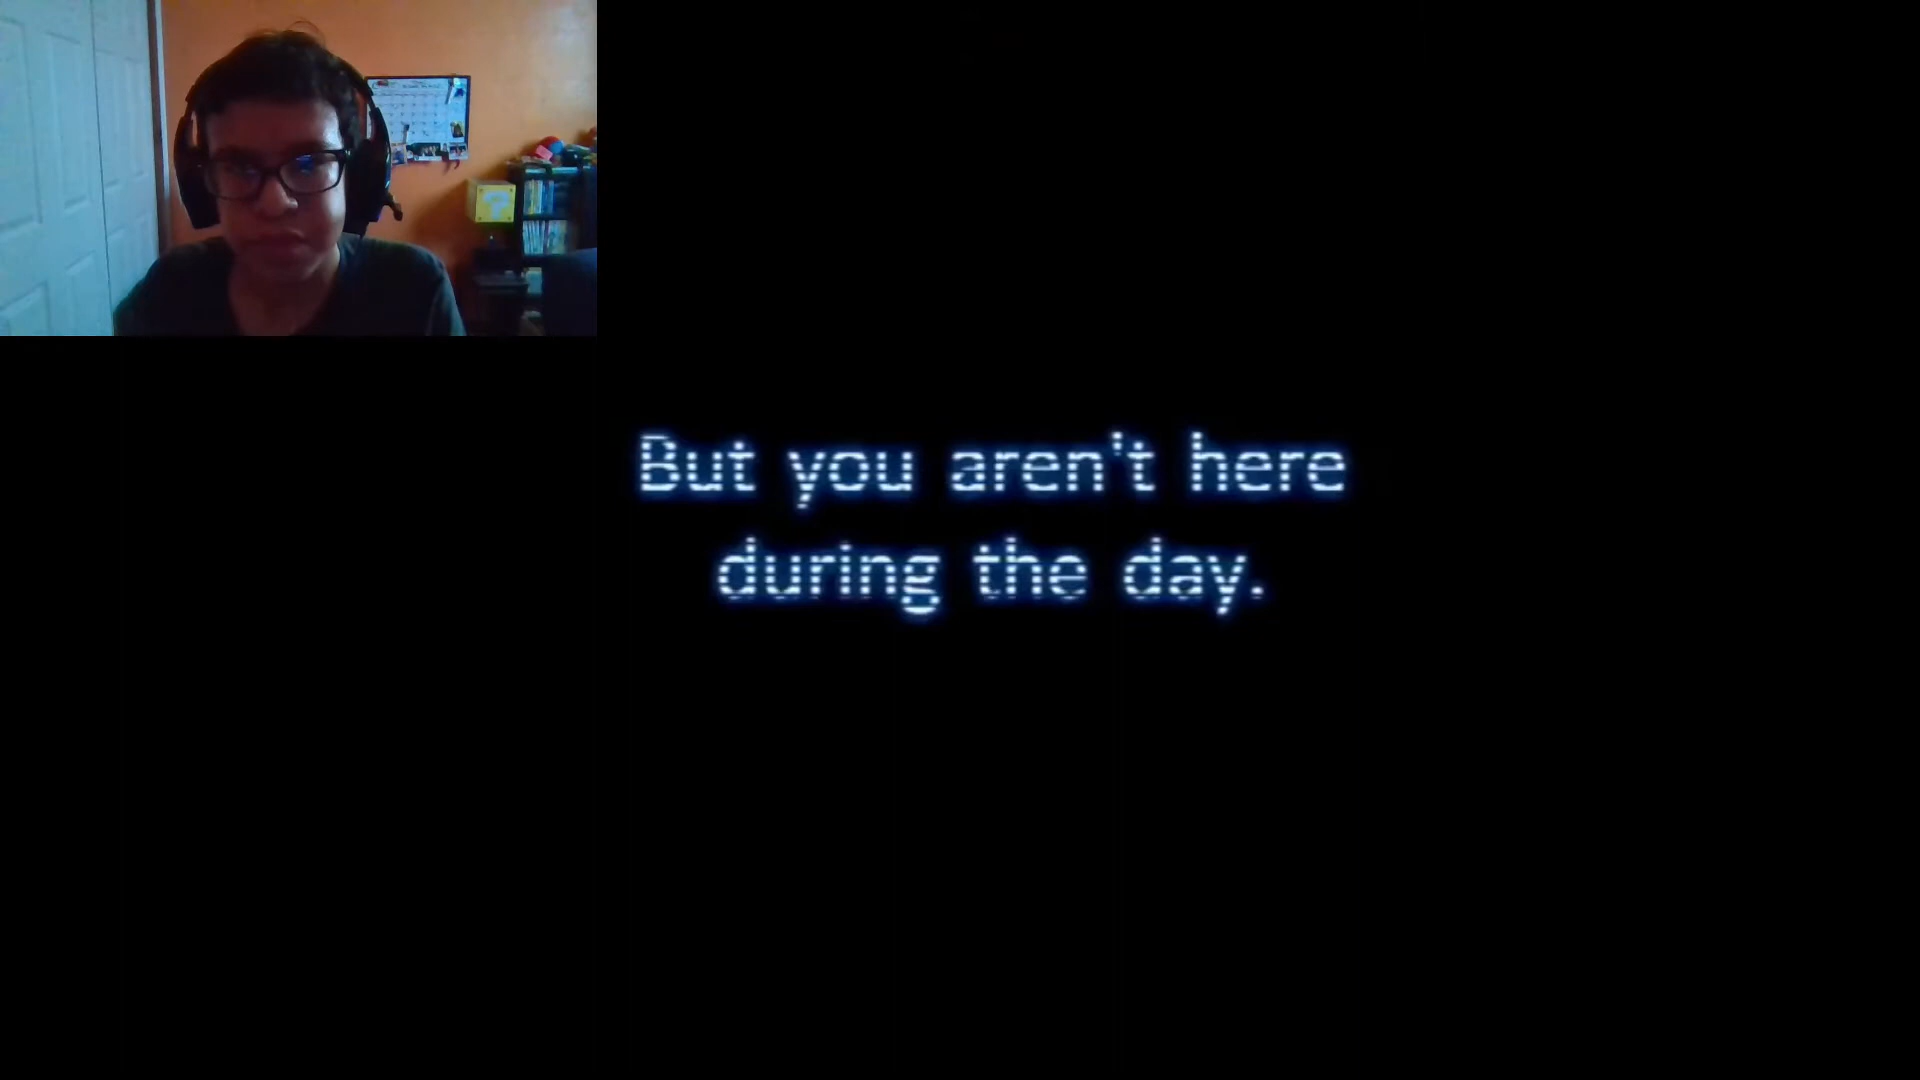 But you aren't here
during the day.
?